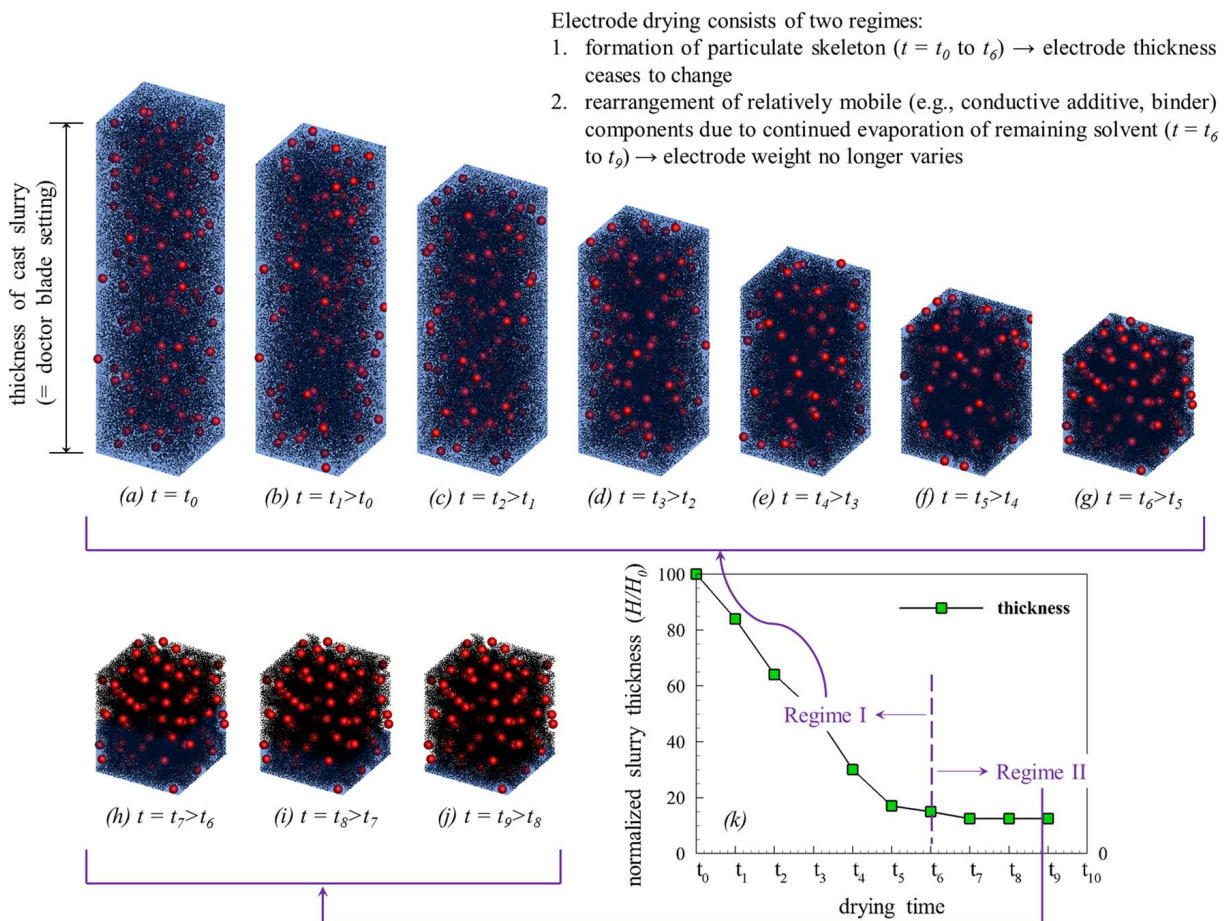 Electrode drying consists of two regimes:
1. formation of particulate skeleton (t = t₀ to t₆) → electrode thickness
ceases to change
2. rearrangement of relatively mobile (e.g., conductive additive, binder)
components due to continued evaporation of remaining solvent (t = t₆
to t₉) → electrode weight no longer varies
thickness of cast slurry
(= doctor blade setting)
(a) t = t₀
(b) t = t₁>t₀
(c) t = t₂>t₁
(d) t = t₃>t₂
(e) t = t₄>t₃
(f) t = t₅>t₄
(g) t = t₆>t₅
(h) t = t₇>t₆
(i) t = t₈>t₇
(j) t = t₉>t₈
normalized slurry thickness (H/H₀)
100
80
60
40
20
0
thickness
Regime I
Regime II
(k)
0
t₀ t₁ t₂ t₃ t₄ t₅ t₆ t₇ t₈ t₉ t₁₀
drying time